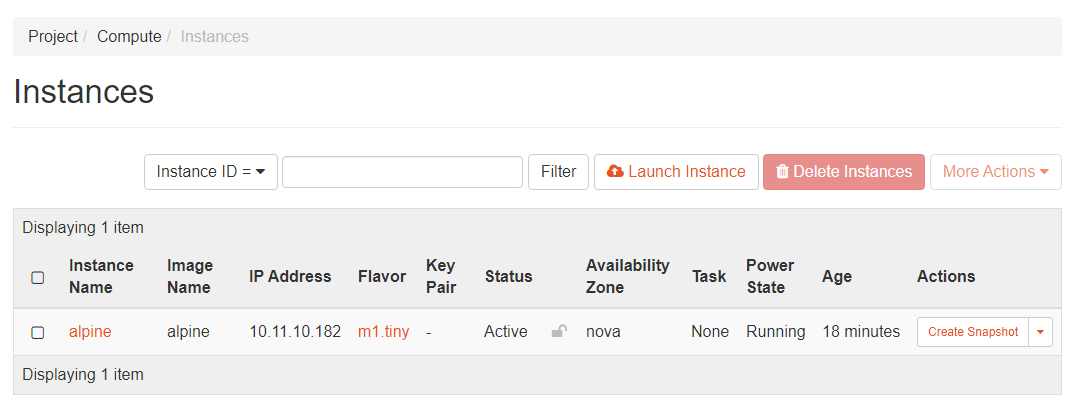 Project / Compute / Instances
Instances
Instance ID = Filter Launch Instance Delete Instances More Actions
Displaying 1 item
Instance Name Image Name IP Address Flavor Key Pair Status Availability Zone Task Power State Age Actions
alpine alpine 10.11.10.182 m1.tiny - Active nova None Running 18 minutes Create Snapshot
Displaying 1 item